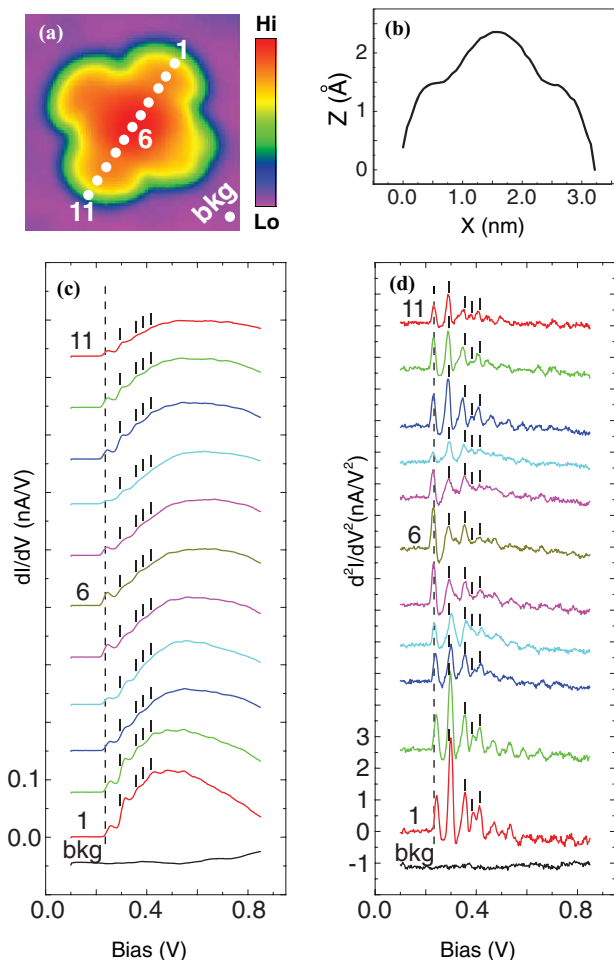 (a)
1
6
11
bkg
Hi
Lo
(b)
Z (Å)
2
1
0
0.0 1.0 2.0 3.0
X (nm)
(c)
11
6
1
bkg
0.1
0.0
dI/dV (nA/V)
0.0 0.4 0.8
Bias (V)
(d)
11
6
1
bkg
3
2
1
0
-1
d²I/dV²(nA/V²)
0.0 0.4 0.8
Bias (V)